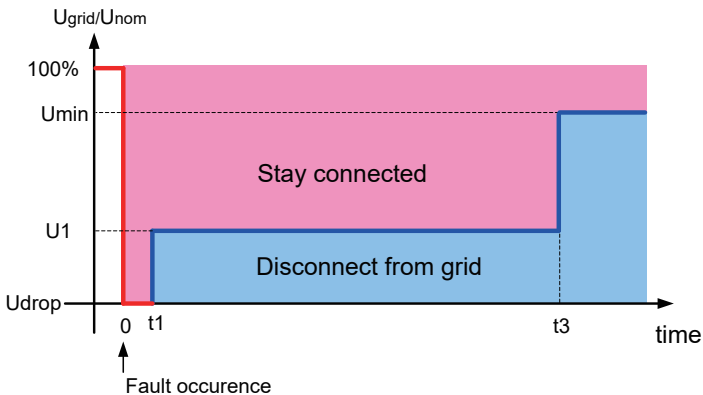 Ugrid/Unom
100%
Umin
Stay connected
U1
Disconnect from grid
Udrop
0
t1
t3
time
Fault occurence